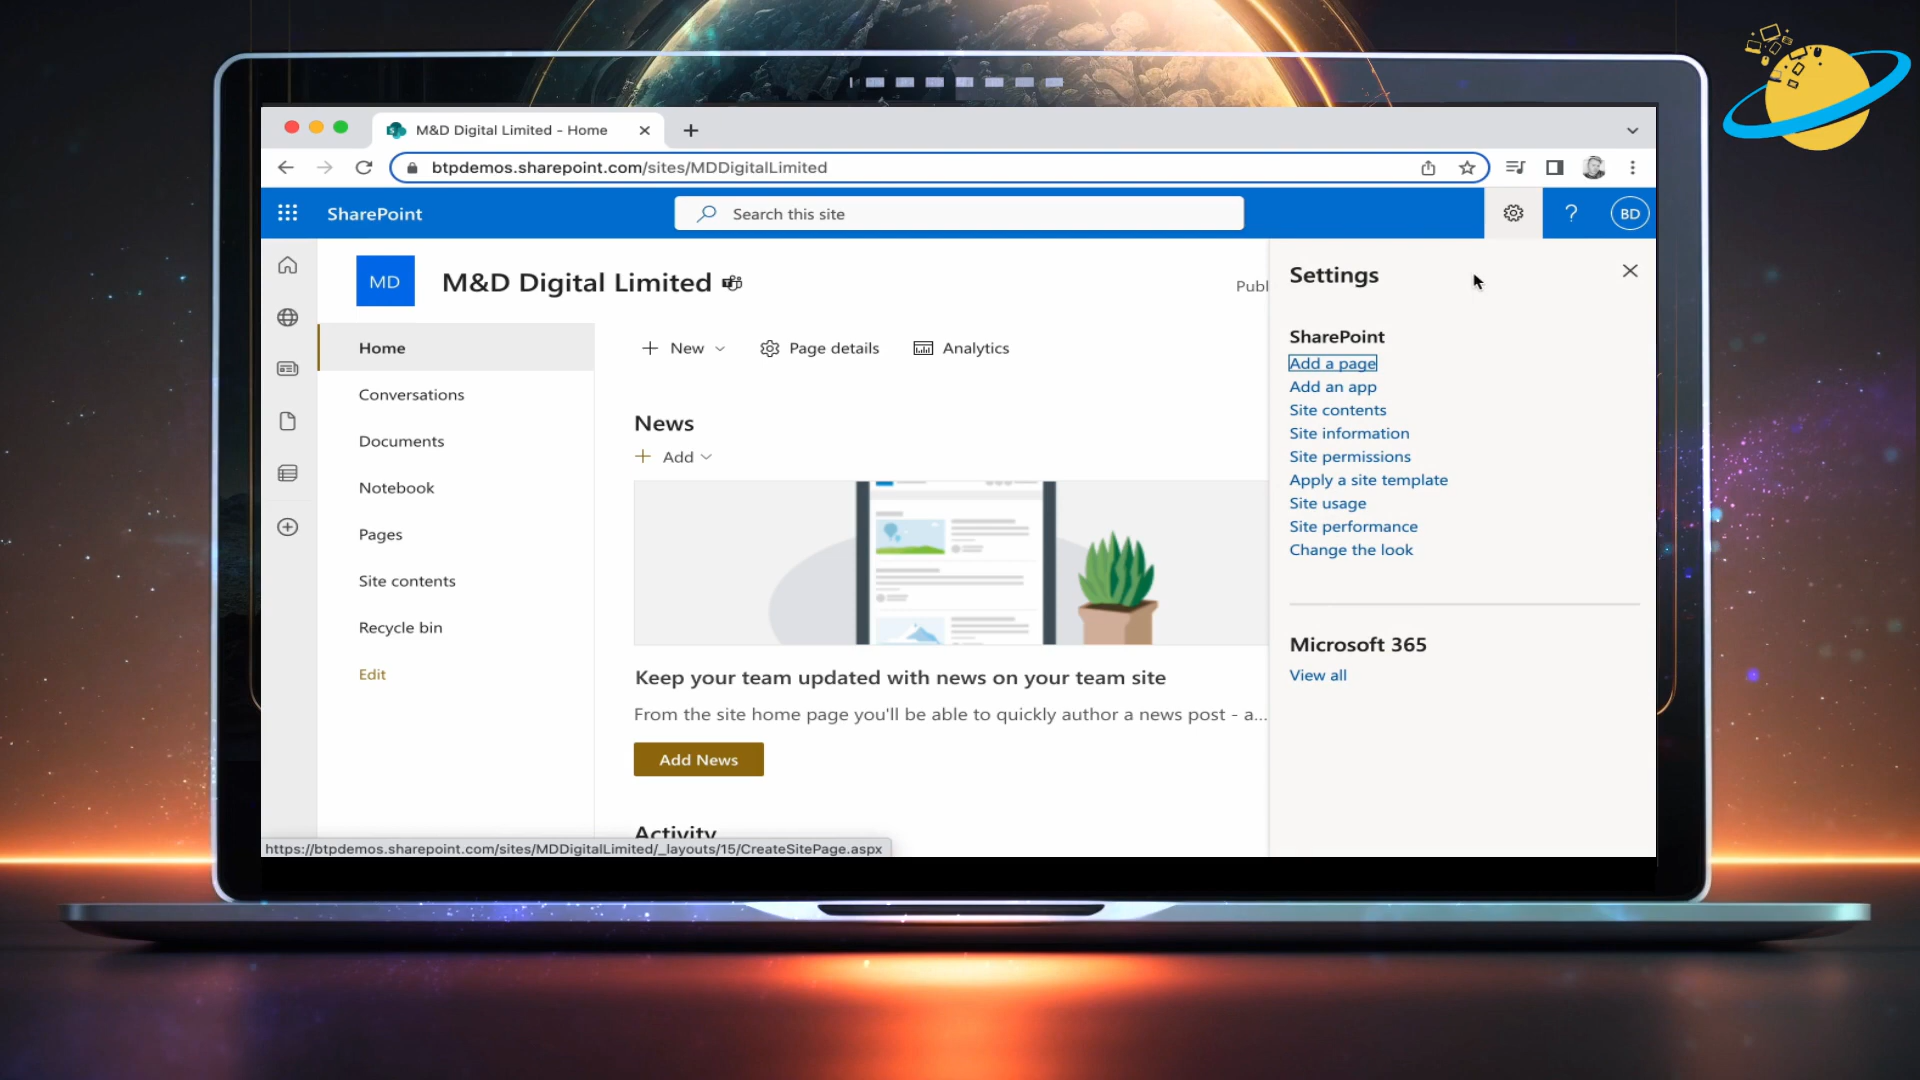 M&D Digital Limited - Home
btpdemos.sharepoint.com/sites/MDDigitalLimited
SharePoint
Search this site
?
BD
MD
M&D Digital Limited
Publ
Home
Conversations
Documents
Notebook
Pages
Site contents
Recycle bin
Edit
New
Page details
Analytics
News
Add
Keep your team updated with news on your team site
From the site home page you'll be able to quickly author a news post - a...
Add News
Activity
https://btpdemos.sharepoint.com/sites/MDDigitalLimited/_layouts/15/CreateSitePage.aspx
Settings
SharePoint
Add a page
Add an app
Site contents
Site information
Site permissions
Apply a site template
Site usage
Site performance
Change the look
Microsoft 365
View all